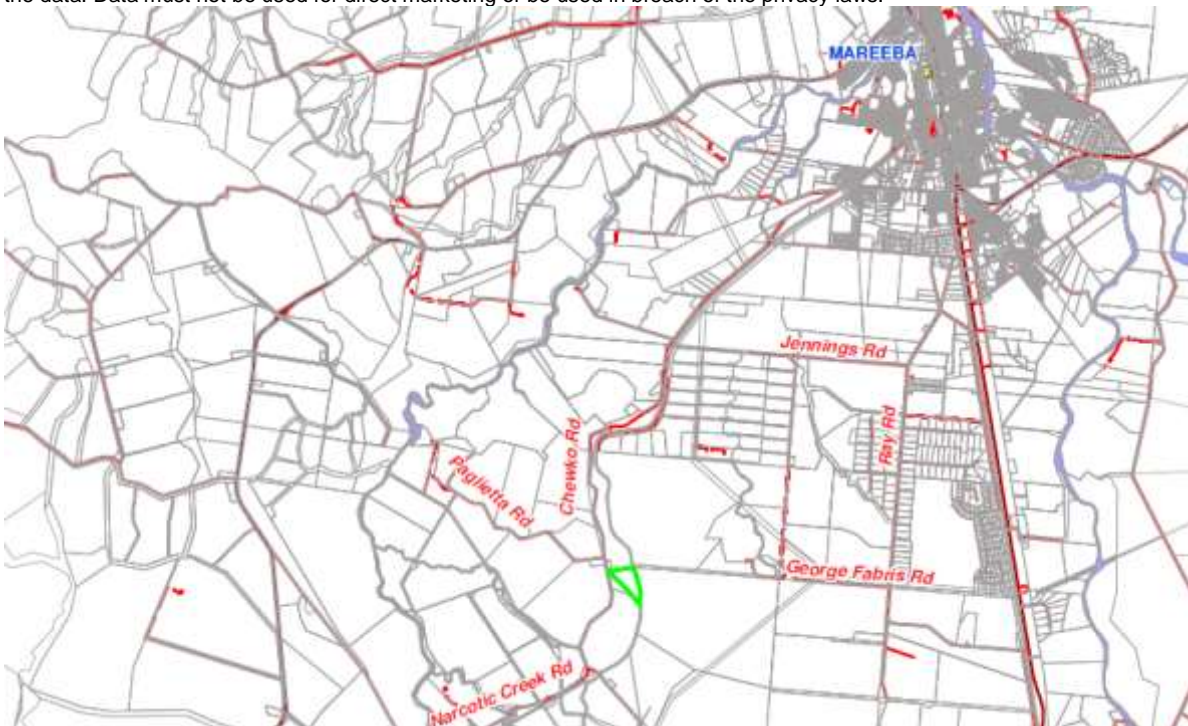 the data. Data must not be used for direct marketing or be used in breach of the privacy laws.
MAREEBA
Jennings Rd
Ray Rd
Chewko Rd
Paglietta Rd
George Fabris Rd
Narcotic Creek Rd